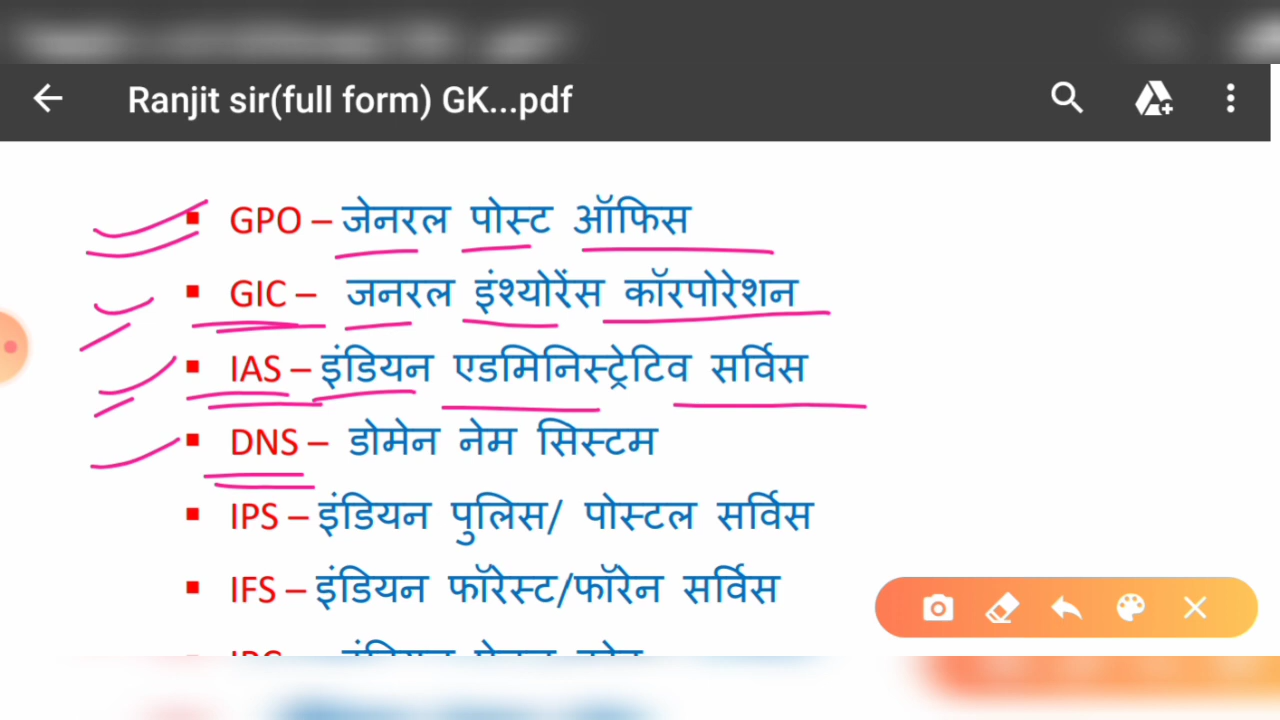 Ranjit sir(full form) GK...pdf
▪ GPO – जेनरल पोस्ट ऑफिस
▪ GIC – जनरल इंश्योरेंस कॉरपोरेशन
▪ IAS – इंडियन एडमिनिस्ट्रेटिव सर्विस
▪ DNS – डोमेन नेम सिस्टम
▪ IPS – इंडियन पुलिस/ पोस्टल सर्विस
▪ IFS – इंडियन फॉरेस्ट/फॉरेन सर्विस